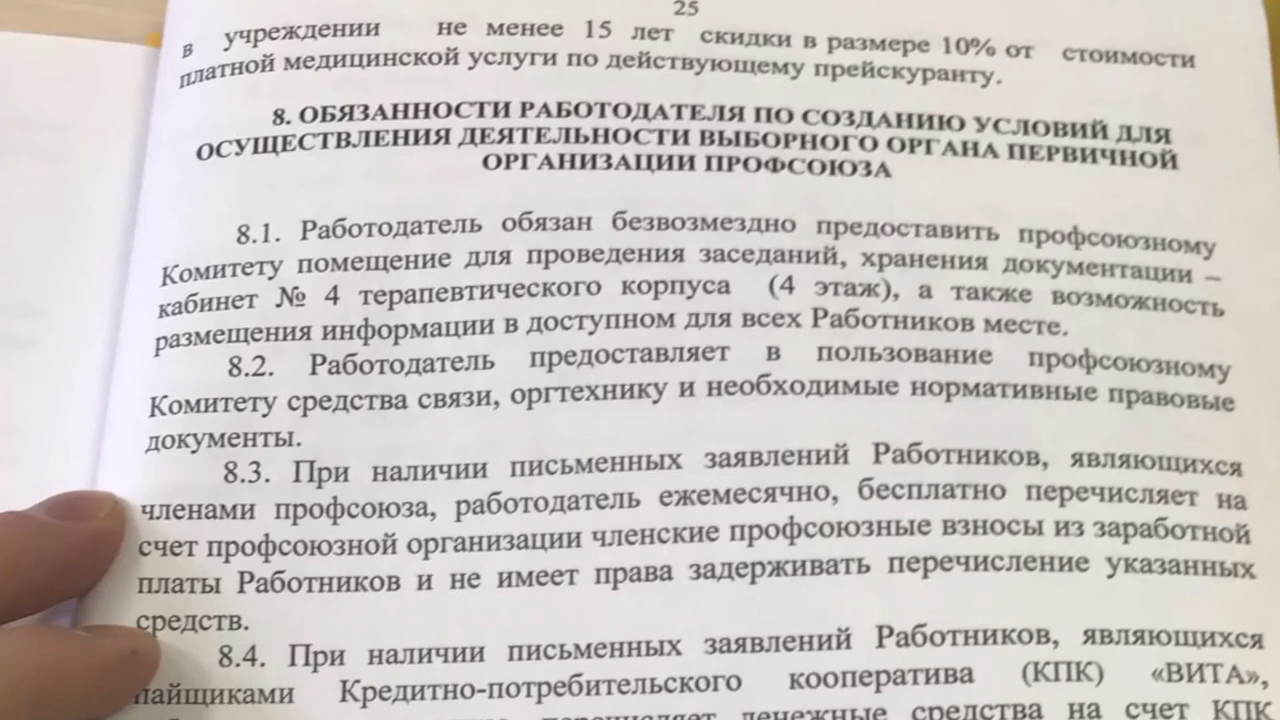 25
в учреждении не менее 15 лет скидки в размере 10% от стоимости
платной медицинской услуги по действующему прейскуранту.
8. ОБЯЗАННОСТИ РАБОТОДАТЕЛЯ ПО СОЗДАНИЮ УСЛОВИЙ ДЛЯ
ОСУЩЕСТВЛЕНИЯ ДЕЯТЕЛЬНОСТИ ВЫБОРНОГО ОРГАНА ПЕРВИЧНОЙ
ОРГАНИЗАЦИИ ПРОФСОЮЗА
8.1. Работодатель обязан безвозмездно предоставить профсоюзному
Комитету помещение для проведения заседаний, хранения документации –
кабинет № 4 терапевтического корпуса (4 этаж), а также возможность
размещения информации в доступном для всех Работников месте.
8.2. Работодатель предоставляет в пользование профсоюзному
Комитету средства связи, оргтехнику и необходимые нормативные правовые
документы.
8.3. При наличии письменных заявлений Работников, являющихся
членами профсоюза, работодатель ежемесячно, бесплатно перечисляет на
счет профсоюзной организации членские профсоюзные взносы из заработной
платы Работников и не имеет права задерживать перечисление указанных
средств.
8.4. При наличии письменных заявлений Работников, являющихся
пайщиками Кредитно-потребительского кооператива (КПК) «ВИТА»,
перечисляет денежные средства на счет КПК